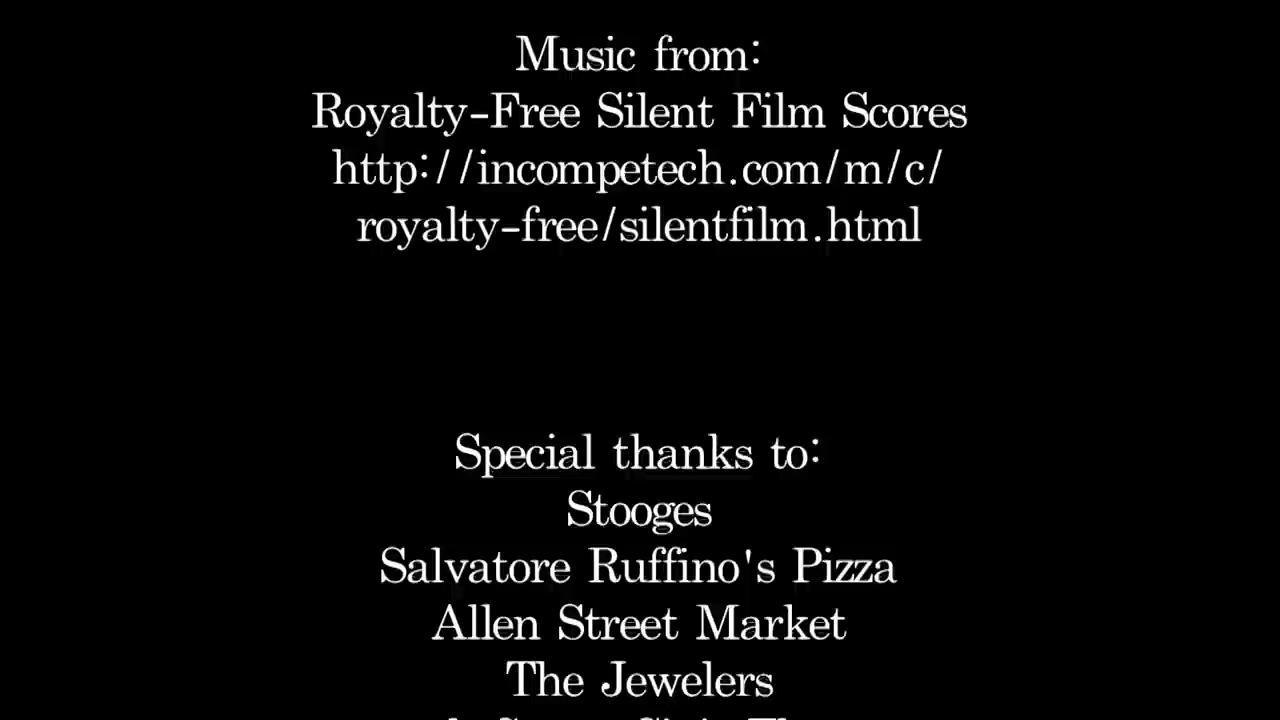 Music from:
Royalty-Free Silent Film Scores
http://incompetech.com/m/c/
royalty-free/silentfilm.html
Special thanks to:
Stooges
Salvatore Ruffino's Pizza
Allen Street Market
The Jewelers